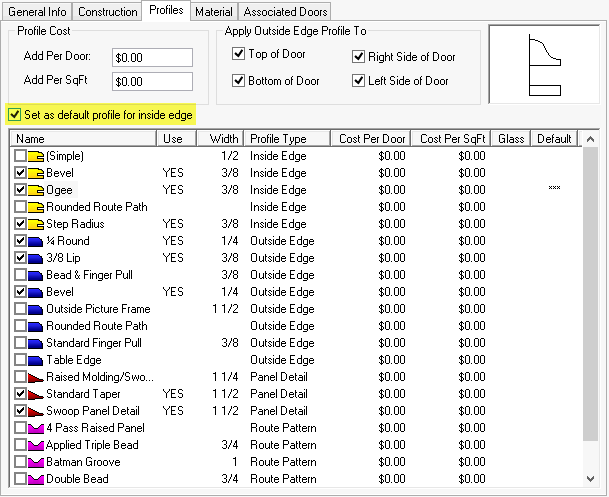 General Info Construction Profiles Material Associated Doors
Profile Cost
Add Per Door: $0.00
Add Per SqFt $0.00
Apply Outside Edge Profile To
Top of Door Right Side of Door
Bottom of Door Left Side of Door
Set as default profile for inside edge
Name Use Width Profile Type Cost Per Door Cost Per SqFt Glass Default
(Simple) 1/2 Inside Edge $0.00 $0.00
Bevel YES 3/8 Inside Edge $0.00 $0.00
Ogee YES 3/8 Inside Edge $0.00 $0.00 ***
Rounded Route Path Inside Edge $0.00 $0.00
Step Radius YES 3/8 Inside Edge $0.00 $0.00
¼ Round YES 1/4 Outside Edge $0.00 $0.00
3/8 Lip YES 3/8 Outside Edge $0.00 $0.00
Bead & Finger Pull 3/8 Outside Edge $0.00 $0.00
Bevel YES 1/4 Outside Edge $0.00 $0.00
Outside Picture Frame 1 1/2 Outside Edge $0.00 $0.00
Rounded Route Path Outside Edge $0.00 $0.00
Standard Finger Pull 3/8 Outside Edge $0.00 $0.00
Table Edge Outside Edge $0.00 $0.00
Raised Molding/Swo... 1 1/4 Panel Detail $0.00 $0.00
Standard Taper YES 1 1/2 Panel Detail $0.00 $0.00
Swoop Panel Detail YES 1 1/2 Panel Detail $0.00 $0.00
4 Pass Raised Panel Route Pattern $0.00 $0.00
Applied Triple Bead 3/4 Route Pattern $0.00 $0.00
Batman Groove 1 Route Pattern $0.00 $0.00
Double Bead 3/4 Route Pattern $0.00 $0.00